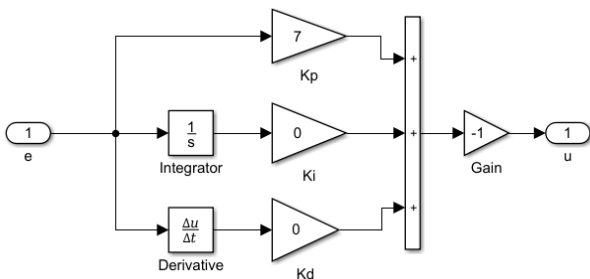 7
Kp
+
1
e
1
s
Integrator
0
Ki
+
-1
Gain
1
u
Δu
Δt
Derivative
0
Kd
+